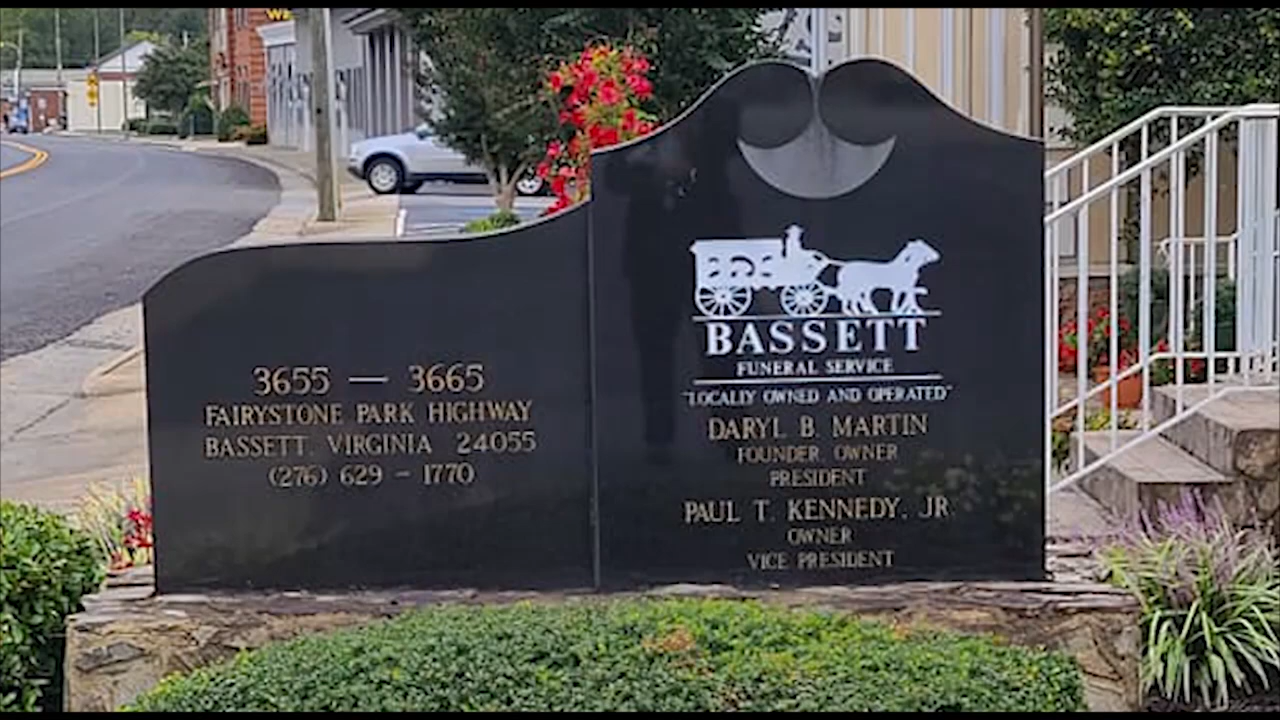 3655 — 3665
FAIRYSTONE PARK HIGHWAY
BASSETT, VIRGINIA 24055
(276) 629 - 1770
BASSETT
FUNERAL SERVICE
"LOCALLY OWNED AND OPERATED"
DARYL B. MARTIN
FOUNDER OWNER
PRESIDENT
PAUL T. KENNEDY, JR.
OWNER
VICE PRESIDENT